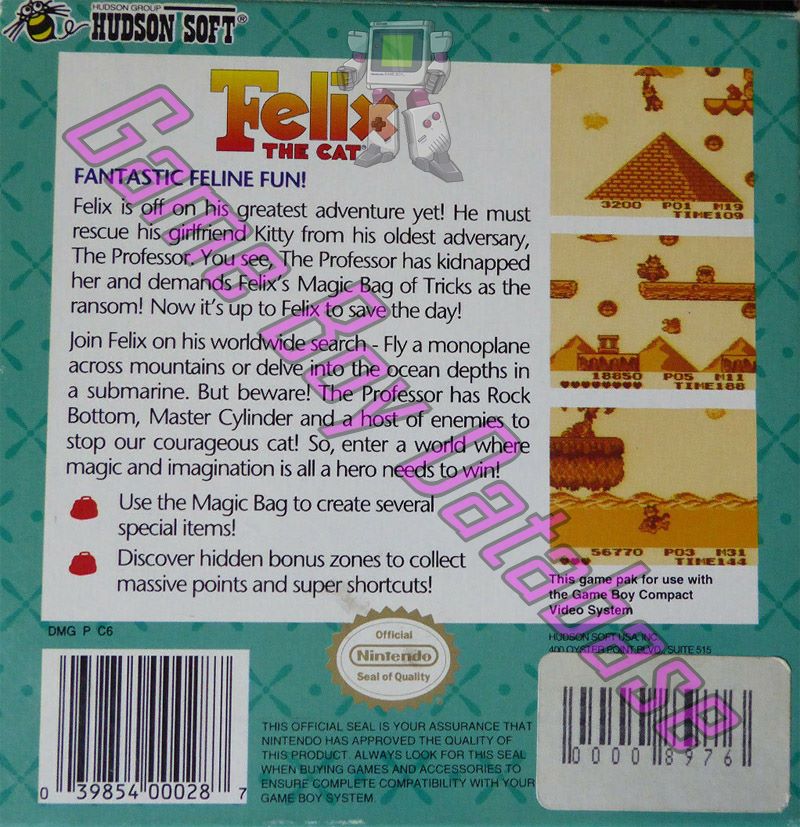 HUDSON GROUP
HUDSON SOFT®
Felix
THE CAT
FANTASTIC FELINE FUN!
Felix is off on his greatest adventure yet! He must
rescue his girlfriend Kitty from his oldest adversary,
The Professor. You see, The Professor has kidnapped
her and demands Felix's Magic Bag of Tricks as the
ransom! Now it's up to Felix to save the day!
Join Felix on his worldwide search - Fly a monoplane
across mountains or delve into the ocean depths in
a submarine. But beware! The Professor has Rock
Bottom, Master Cylinder and a host of enemies to
stop our courageous cat! So, enter a world where
magic and imagination is all a hero needs to win!
Use the Magic Bag to create several
special items!
Discover hidden bonus zones to collect
massive points and super shortcuts!
3200 P01 M19
TIME109
18850 P05 M11
TIME188
56770 P03 M31
TIME144
This game pak for use with
the Game Boy Compact
Video System
HUDSON SOFT USA, INC.
400 OYSTER POINT BLVD., SUITE 515
DMG P C6
Official
Nintendo
Seal of Quality
THIS OFFICIAL SEAL IS YOUR ASSURANCE THAT
NINTENDO HAS APPROVED THE QUALITY OF
THIS PRODUCT. ALWAYS LOOK FOR THIS SEAL
WHEN BUYING GAMES AND ACCESSORIES TO
ENSURE COMPLETE COMPATIBILITY WITH YOUR
GAME BOY SYSTEM.
0 39854 00028 7
00008976
Game Boy Database